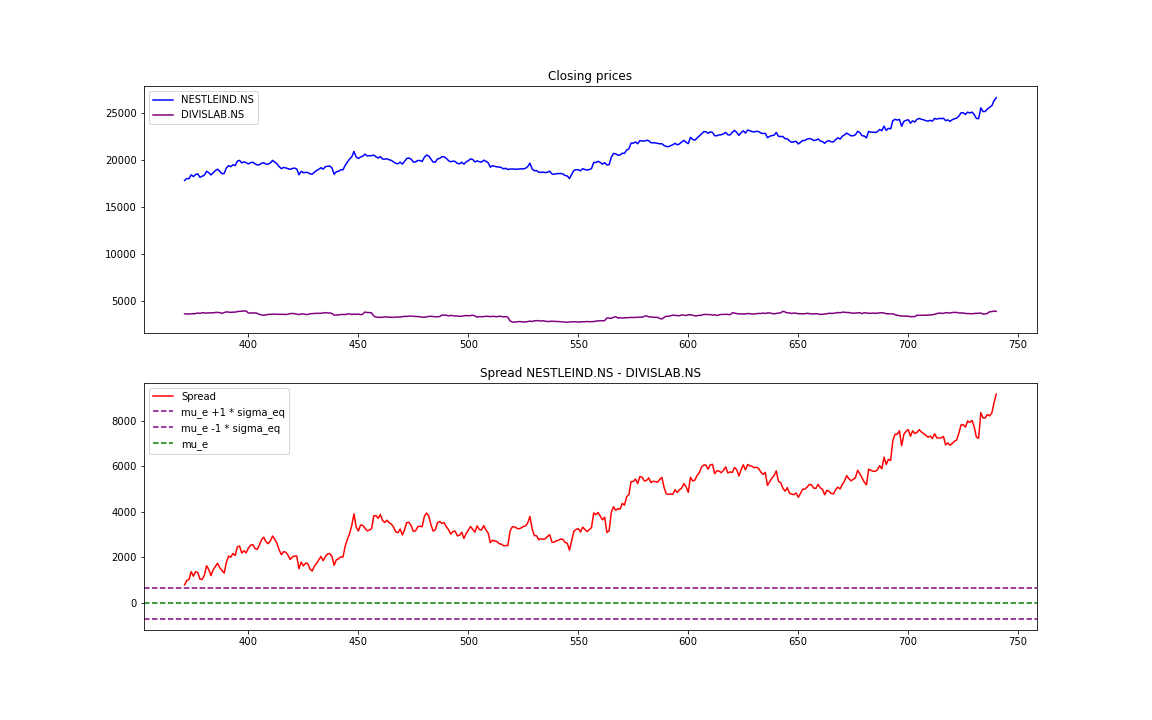 Closing prices
NESTLEIND.NS
DIVISLAB.NS
25000
20000
15000
10000
5000
400 450 500 550 600 650 700 750
Spread NESTLEIND.NS - DIVISLAB.NS
Spread
mu_e +1 * sigma_eq
mu_e -1 * sigma_eq
mu_e
8000
6000
4000
2000
0
400 450 500 550 600 650 700 750